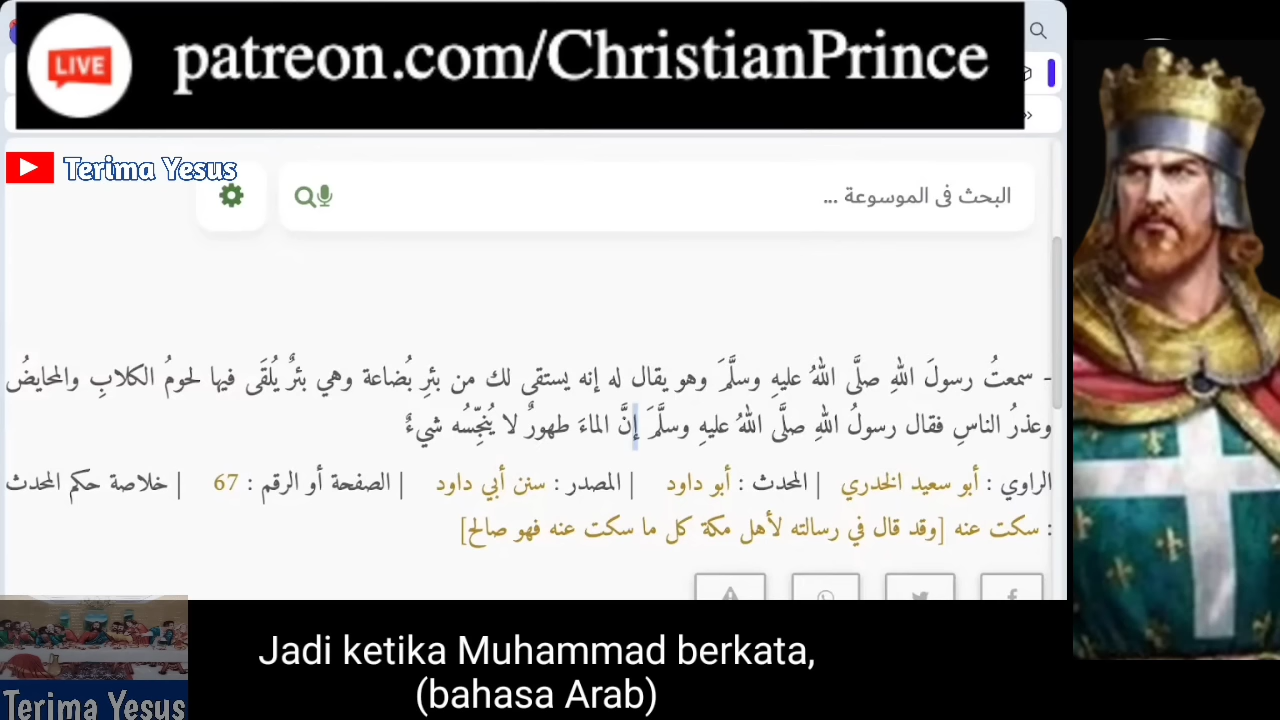 LIVE
patreon.com/ChristianPrince
Terima Yesus
البحث في الموسوعة ...
- سمعتُ رسولَ اللهِ صلَّى اللهُ عليهِ وسلَّمَ وهو يقال له إنه يستقى لك من بئرِ بُضاعة وهي بئرٌ يُلقَى فيها لحومُ الكلابِ والمحايضُ
وعذرُ الناسِ فقال رسولُ اللهِ صلَّى اللهُ عليهِ وسلَّمَ إنَّ الماءَ طهورٌ لا يُنجِّسُه شيءٌ
الراوي : أبو سعيد الخدري | المحدث : أبو داود | المصدر : سنن أبي داود | الصفحة أو الرقم : 67 | خلاصة حكم المحدث
: سكت عنه [وقد قال في رسالته لأهل مكة كل ما سكت عنه فهو صالح]
Jadi ketika Muhammad berkata,
(bahasa Arab)
Terima Yesus